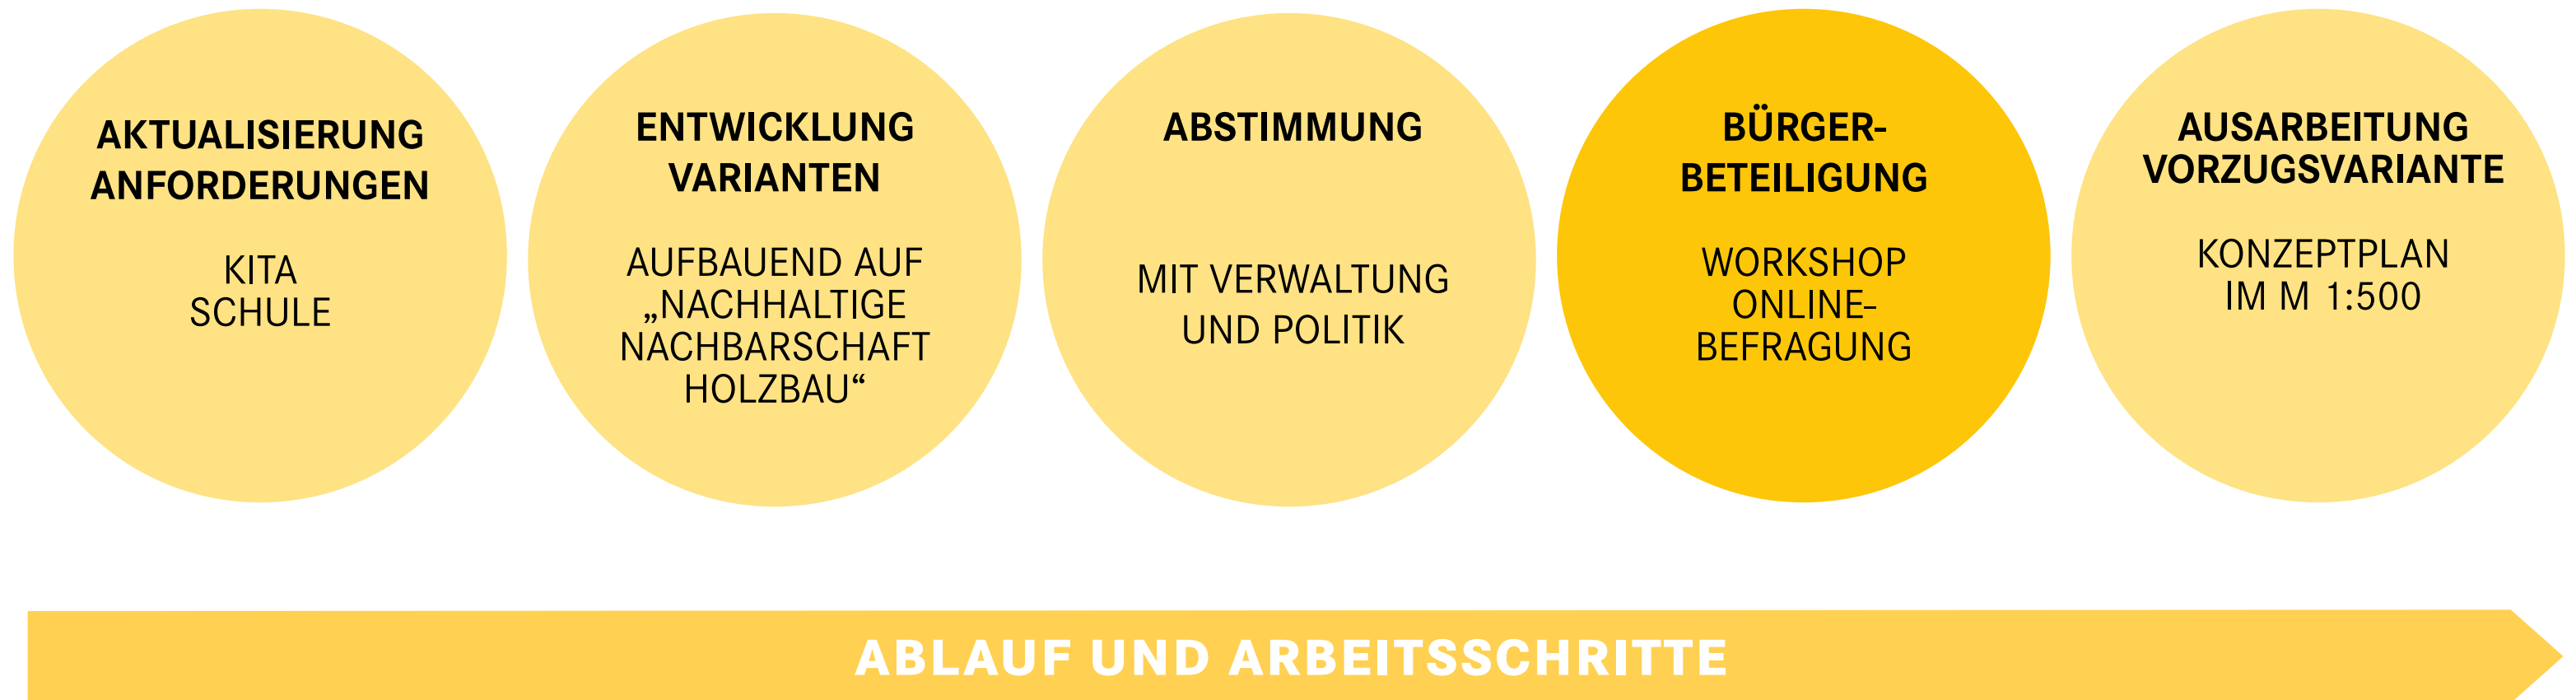 AKTUALISIERUNG
ANFORDERUNGEN
KITA
SCHULE
ENTWICKLUNG
VARIANTEN
AUFBAUEND AUF
„NACHHALTIGE
NACHBARSCHAFT
HOLZBAU“
ABSTIMMUNG
MIT VERWALTUNG
UND POLITIK
BÜRGER-
BETEILIGUNG
WORKSHOP
ONLINE-
BEFRAGUNG
AUSARBEITUNG
VORZUGSVARIANTE
KONZEPTPLAN
IM M 1:500
ABLAUF UND ARBEITSSCHRITTE